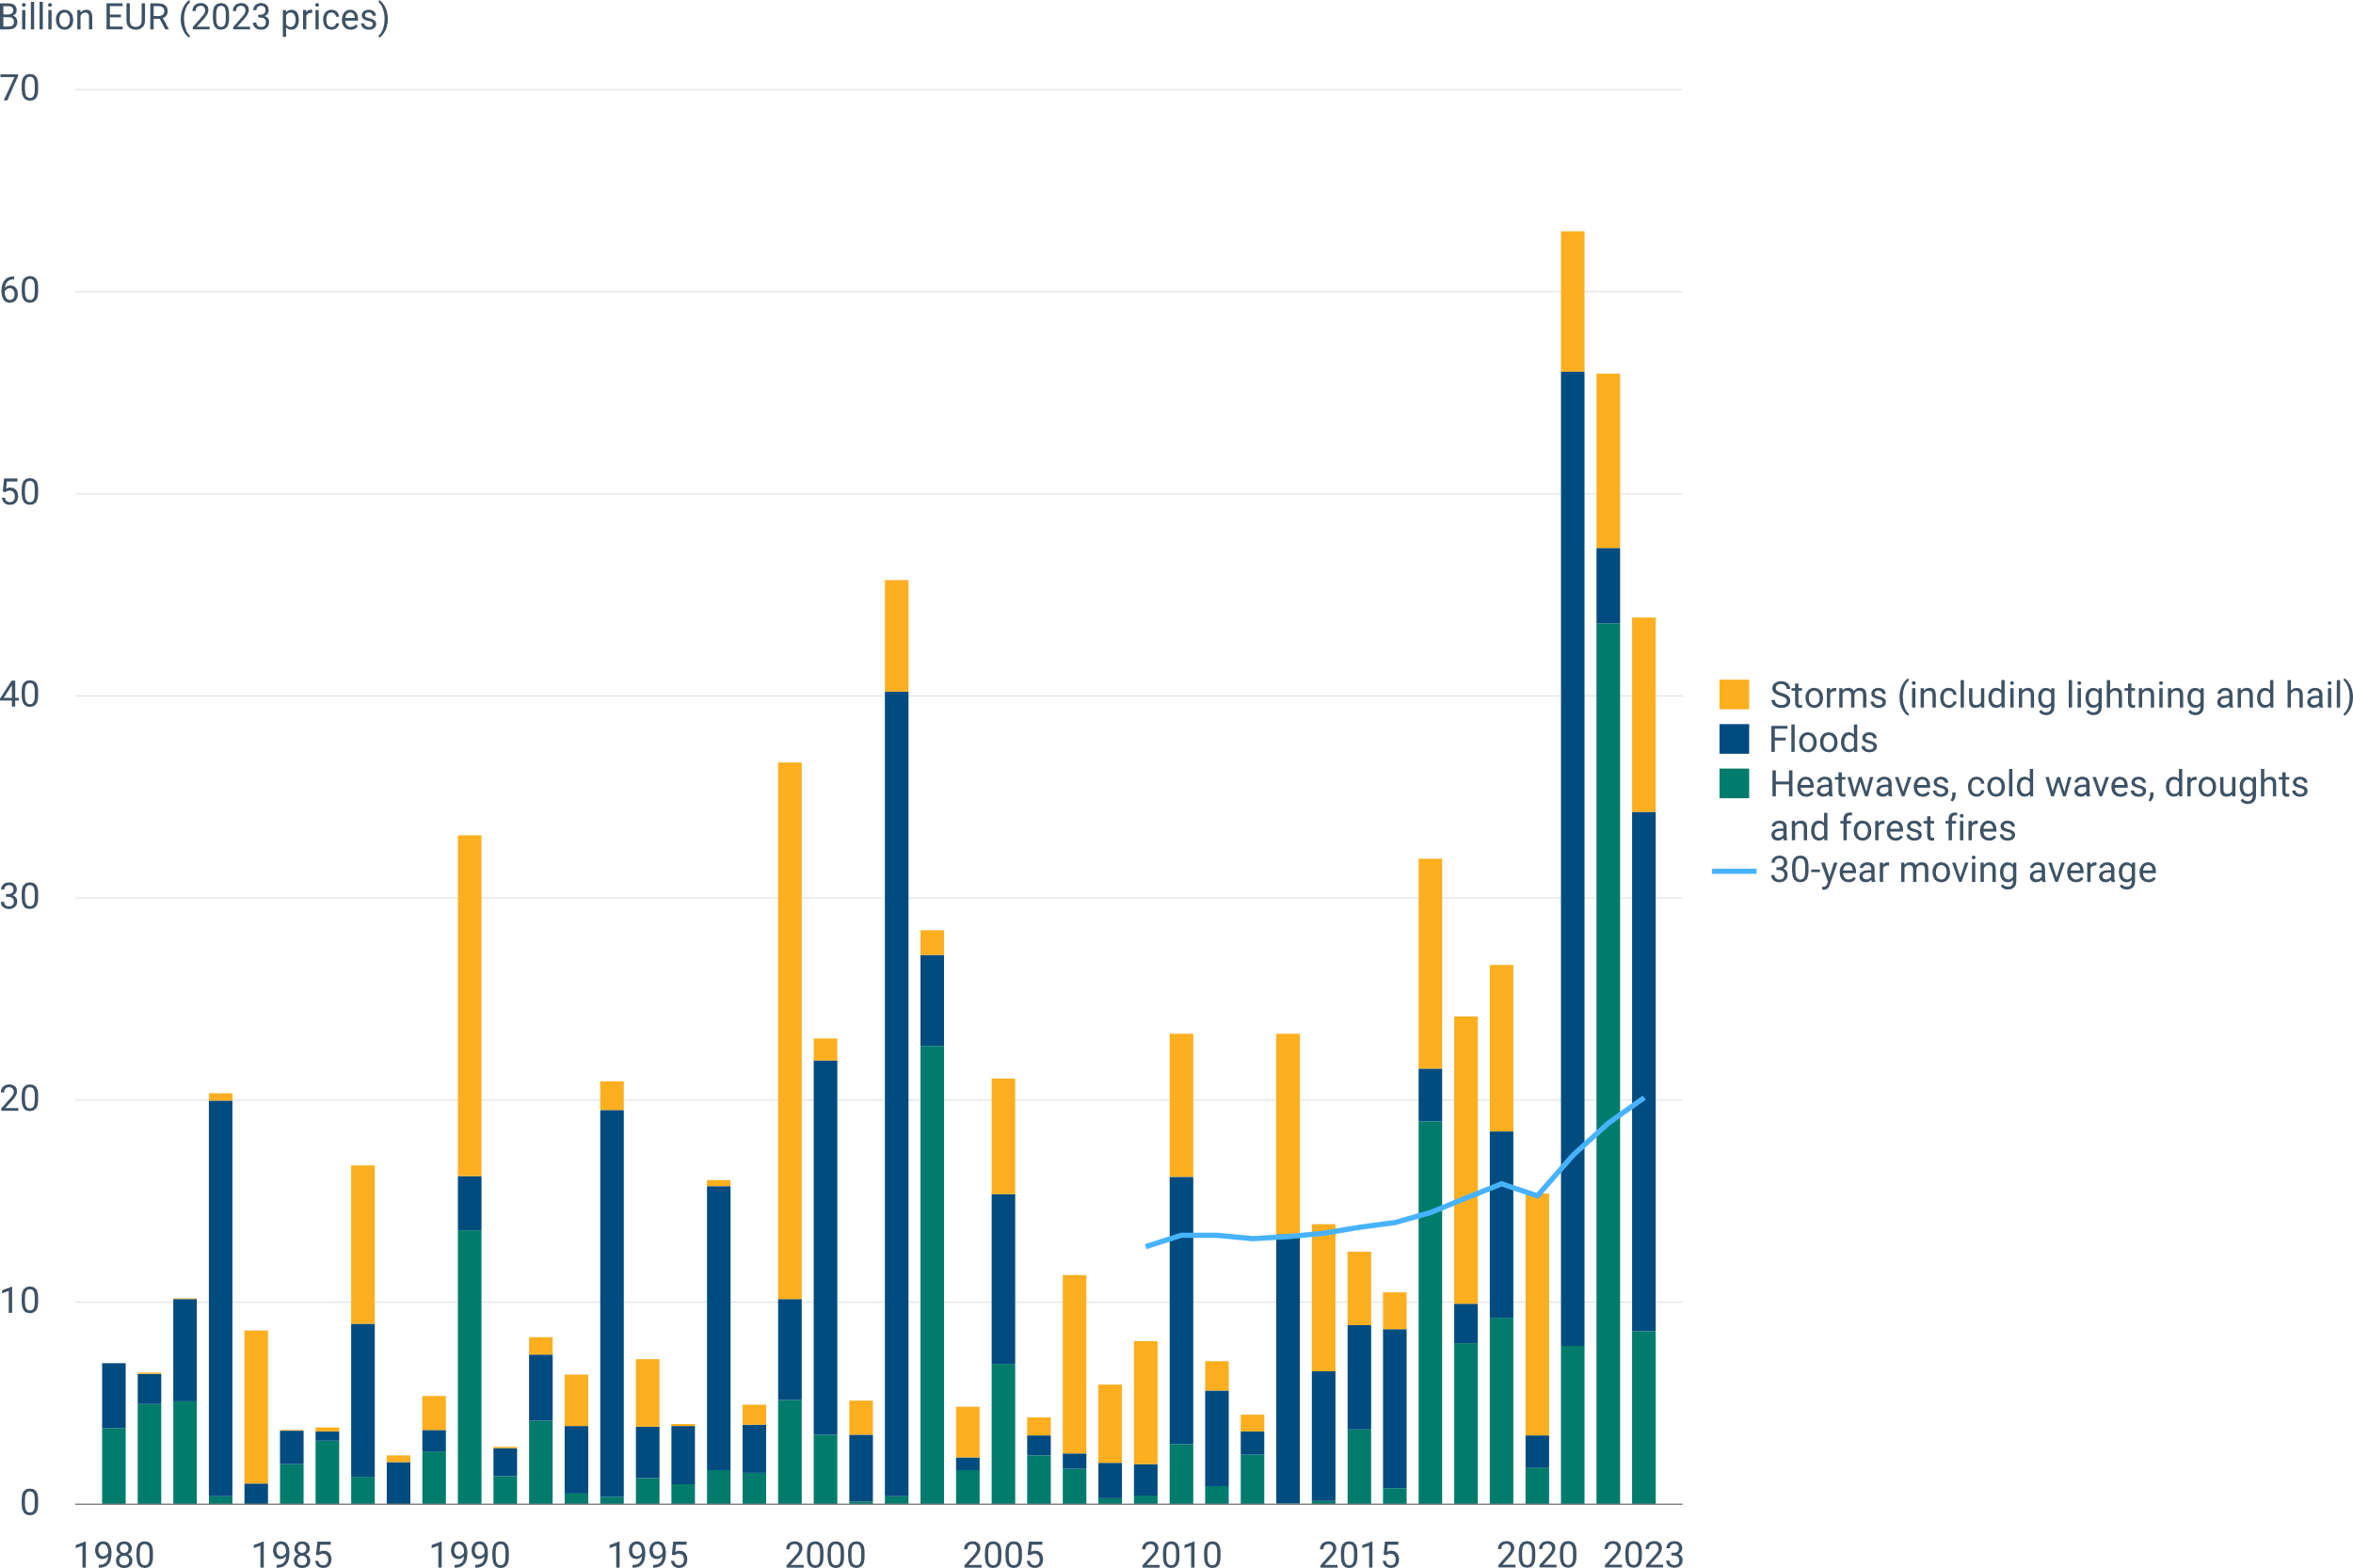 Billion EUR (2023 prices)
70
60
50
40
30
20
10
0
1980 1985 1990 1995 2000 2005 2010 2015 2020 2023
Storms (including lightning and hail)
Floods
Heatwaves, cold waves, droughts
and forest fires
30-year moving average